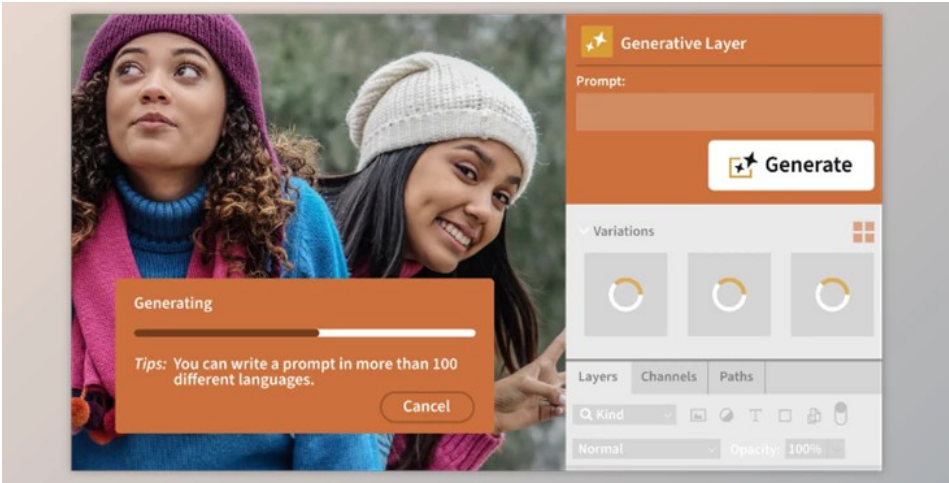 Generative Layer
Prompt:
Generate
Variations
Generating
Tips: You can write a prompt in more than 100
different languages.
Cancel
Layers Channels Paths
Kind
T
Normal Opacity: 100%